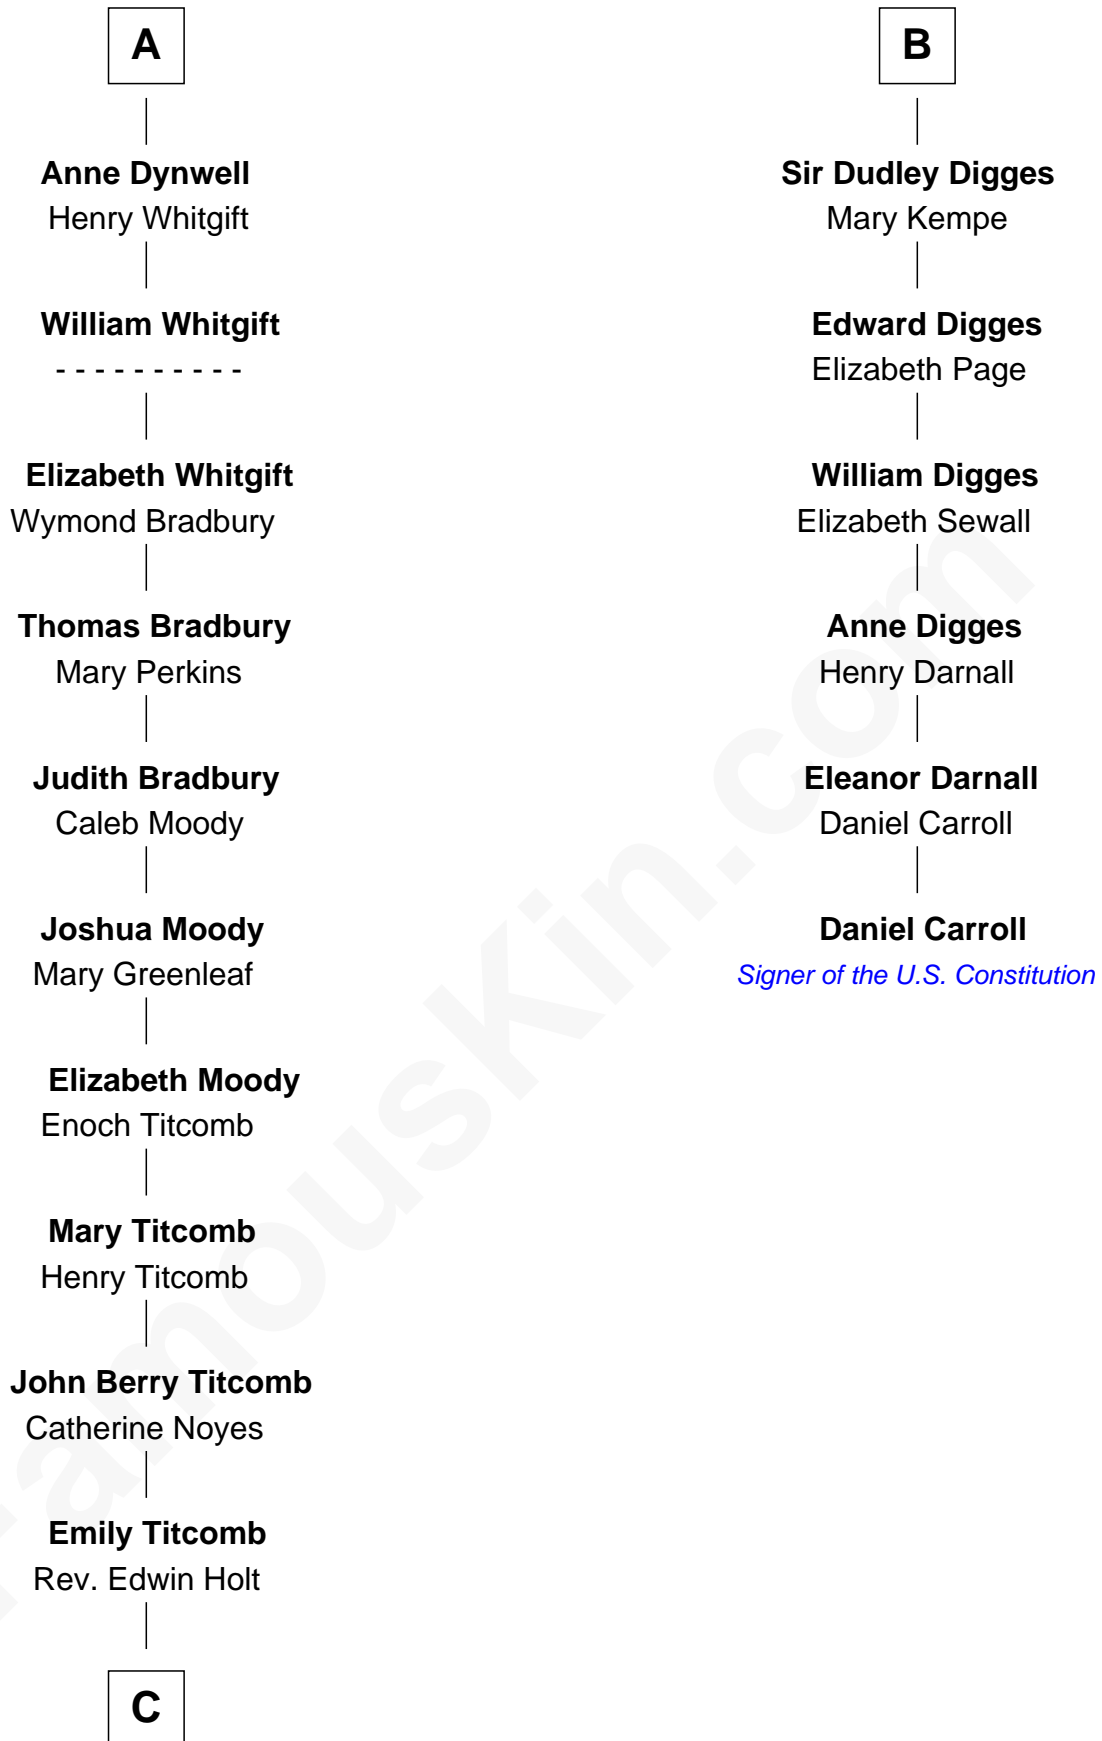 A
Anne Dynwell
Henry Whitgift
William Whitgift
- - - - - - - - - -
Elizabeth Whitgift
Wymond Bradbury
Thomas Bradbury
Mary Perkins
Judith Bradbury
Caleb Moody
Joshua Moody
Mary Greenleaf
Elizabeth Moody
Enoch Titcomb
Mary Titcomb
Henry Titcomb
John Berry Titcomb
Catherine Noyes
Emily Titcomb
Rev. Edwin Holt
C
B
Sir Dudley Digges
Mary Kempe
Edward Digges
Elizabeth Page
William Digges
Elizabeth Sewall
Anne Digges
Henry Darnall
Eleanor Darnall
Daniel Carroll
Daniel Carroll
Signer of the U.S. Constitution
FamousKin.com